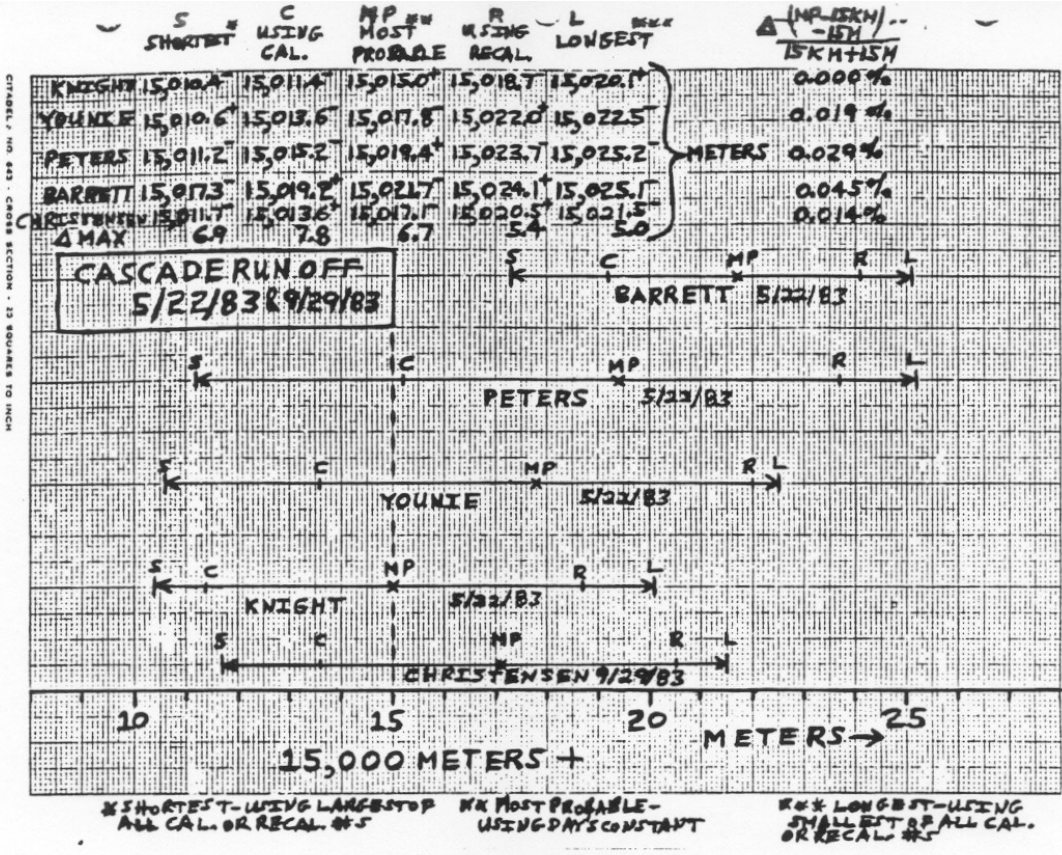 S * C MP ** R L ***
SHORTEST USING CAL. MOST PROBABLE USING RECAL. LONGEST Δ (MP-15KM)-15M / 15KM+15M
KNIGHT 15,010.4⁻ 15,011.4⁻ 15,015.0⁺ 15,018.7⁻ 15,020.1⁺ 0.000%
YOUNIE 15,010.6⁺ 15,013.6⁻ 15,017.8⁻ 15,022.0⁺ 15,022.5⁻ 0.019%
PETERS 15,011.2⁻ 15,015.2⁻ 15,019.4⁺ 15,023.7⁻ 15,025.2⁻ METERS 0.029%
BARRETT 15,017.3⁻ 15,019.2⁺ 15,021.7⁻ 15,024.1⁺ 15,025.1⁻ 0.045%
CHRISTENSEN 15,011.7⁻ 15,013.6⁺ 15,017.1⁻ 15,020.5⁺ 15,021.5⁻ 0.014%
Δ MAX 6.9 7.8 6.7 5.4 5.0
CASCADE RUN OFF
5/22/83 & 9/29/83
S C MP R L
BARRETT 5/22/83
S C MP R L
PETERS 5/22/83
S C MP R L
YOUNIE 5/22/83
S C MP R L
KNIGHT 5/22/83
S C MP R L
CHRISTENSEN 9/29/83
10 15 20 25
METERS→
15,000 METERS +
* SHORTEST-USING LARGEST OF
ALL CAL. OR RECAL. #S
** MOST PROBABLE-
USING DAYS CONSTANT
*** LONGEST-USING
SMALLEST OF ALL CAL.
OR RECAL. #S
CITADEL / NO. 645 - CROSS SECTION - 25 SQUARES TO INCH